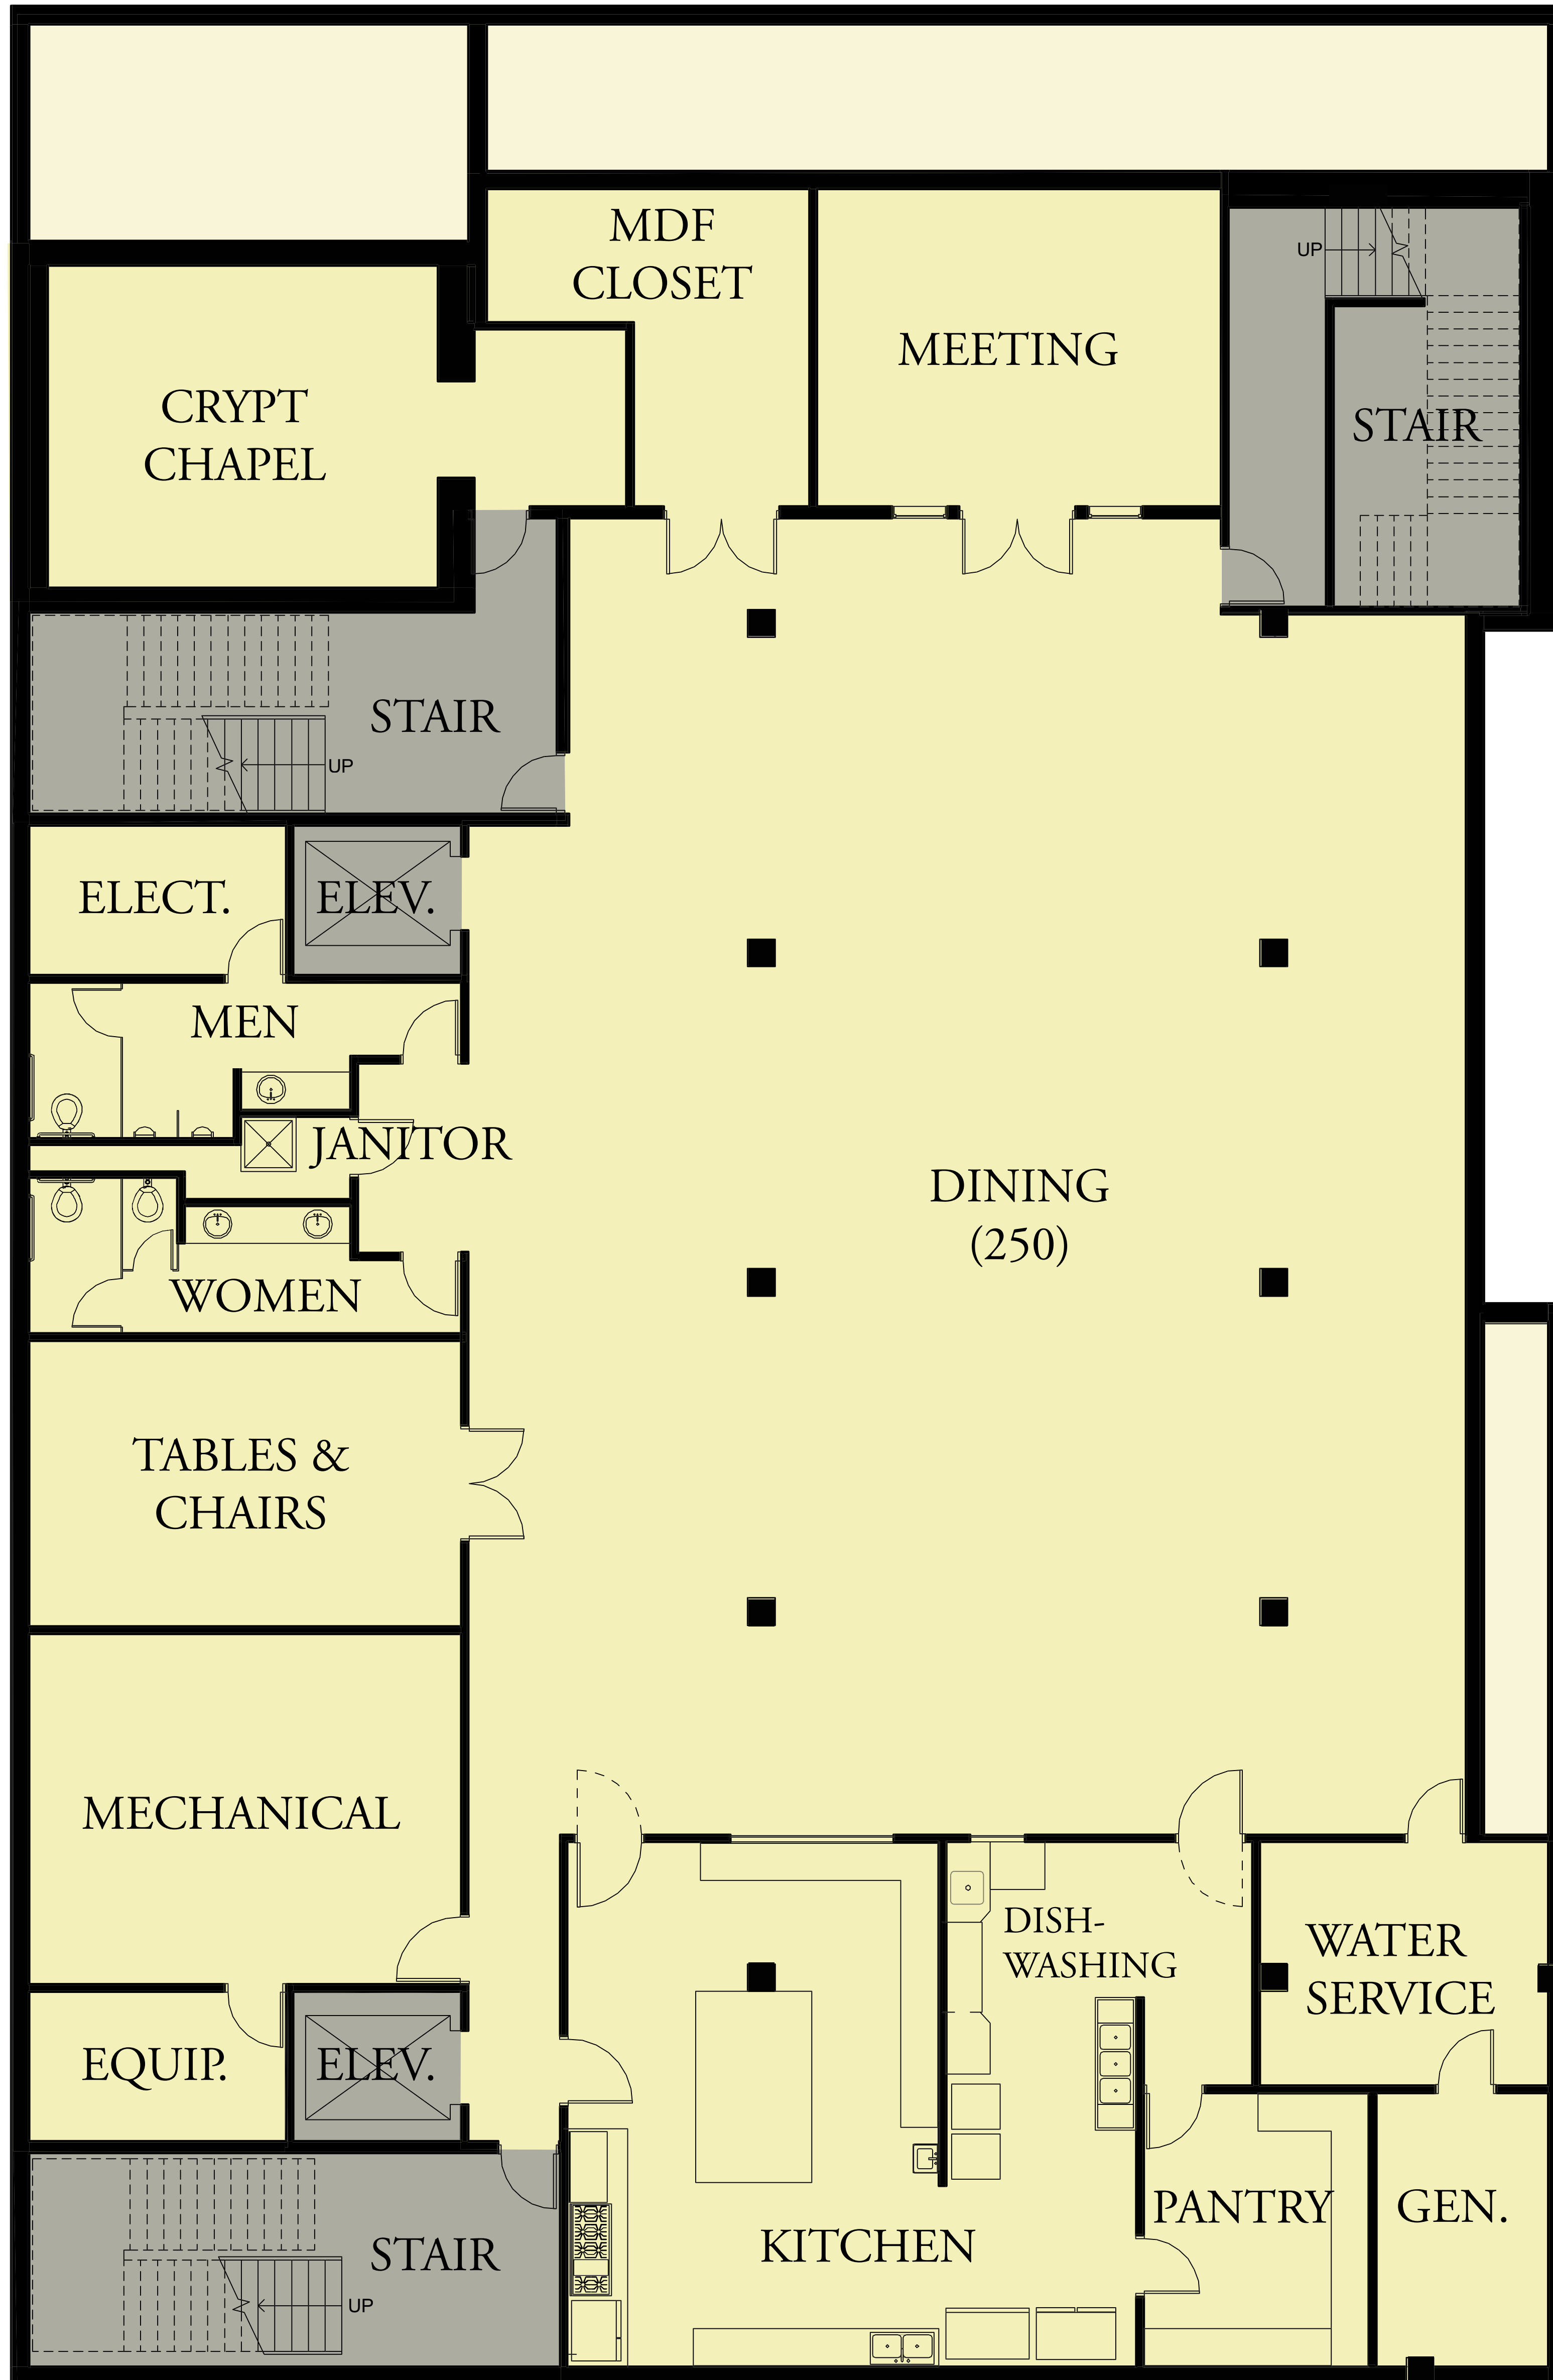 MDF
CLOSET
UP
MEETING
CRYPT
CHAPEL
STAIR
STAIR
UP
ELECT.
ELEV.
MEN
JANITOR
DINING
(250)
WOMEN
TABLES &
CHAIRS
MECHANICAL
DISH-
WASHING
WATER
SERVICE
EQUIP.
ELEV.
PANTRY
GEN.
KITCHEN
STAIR
UP